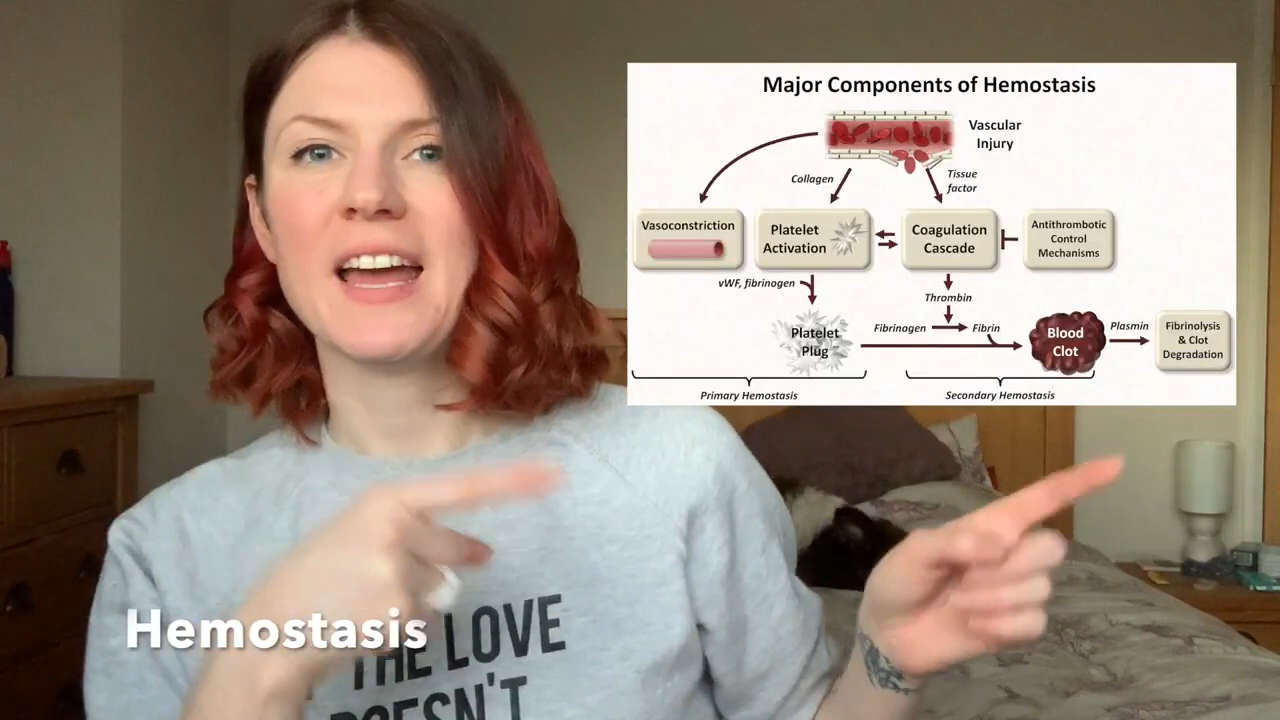 Major Components of Hemostasis
Vascular
Injury
Collagen
Tissue
factor
Vasoconstriction
Platelet
Activation
Coagulation
Cascade
Antithrombotic
Control
Mechanisms
vWF, fibrinogen
Thrombin
Platelet
Plug
Fibrinogen
Fibrin
Blood
Clot
Plasmin
Fibrinolysis
& Clot
Degradation
Primary Hemostasis
Secondary Hemostasis
Hemostasis
THE LOVE
DOESN'T